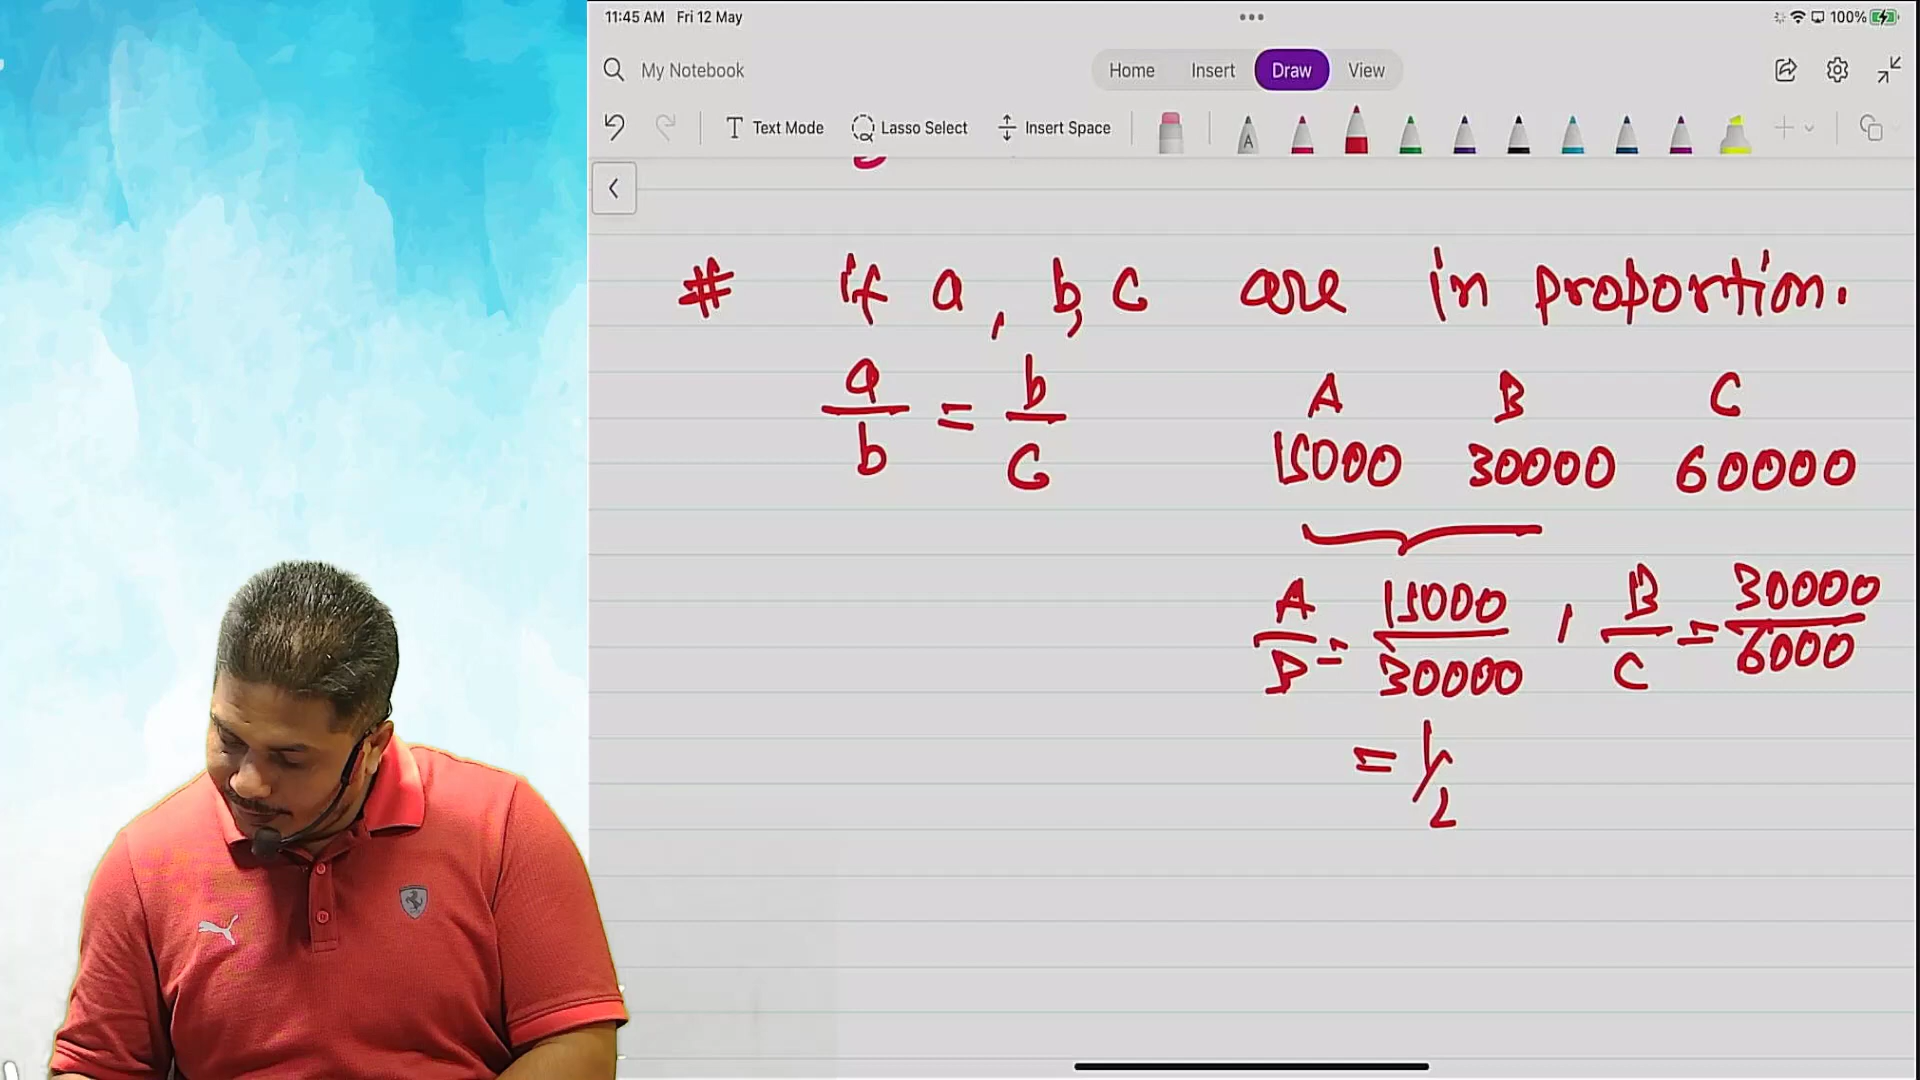 11:45 AM Fri 12 May
100%
My Notebook
Home Insert Draw View
Text Mode Lasso Select Insert Space
A
# if a, b, c are in proportion.
a/b = b/c
A B C
15000 30000 60000
A/B = 15000/30000 , B/C = 30000/6000
= 1/2